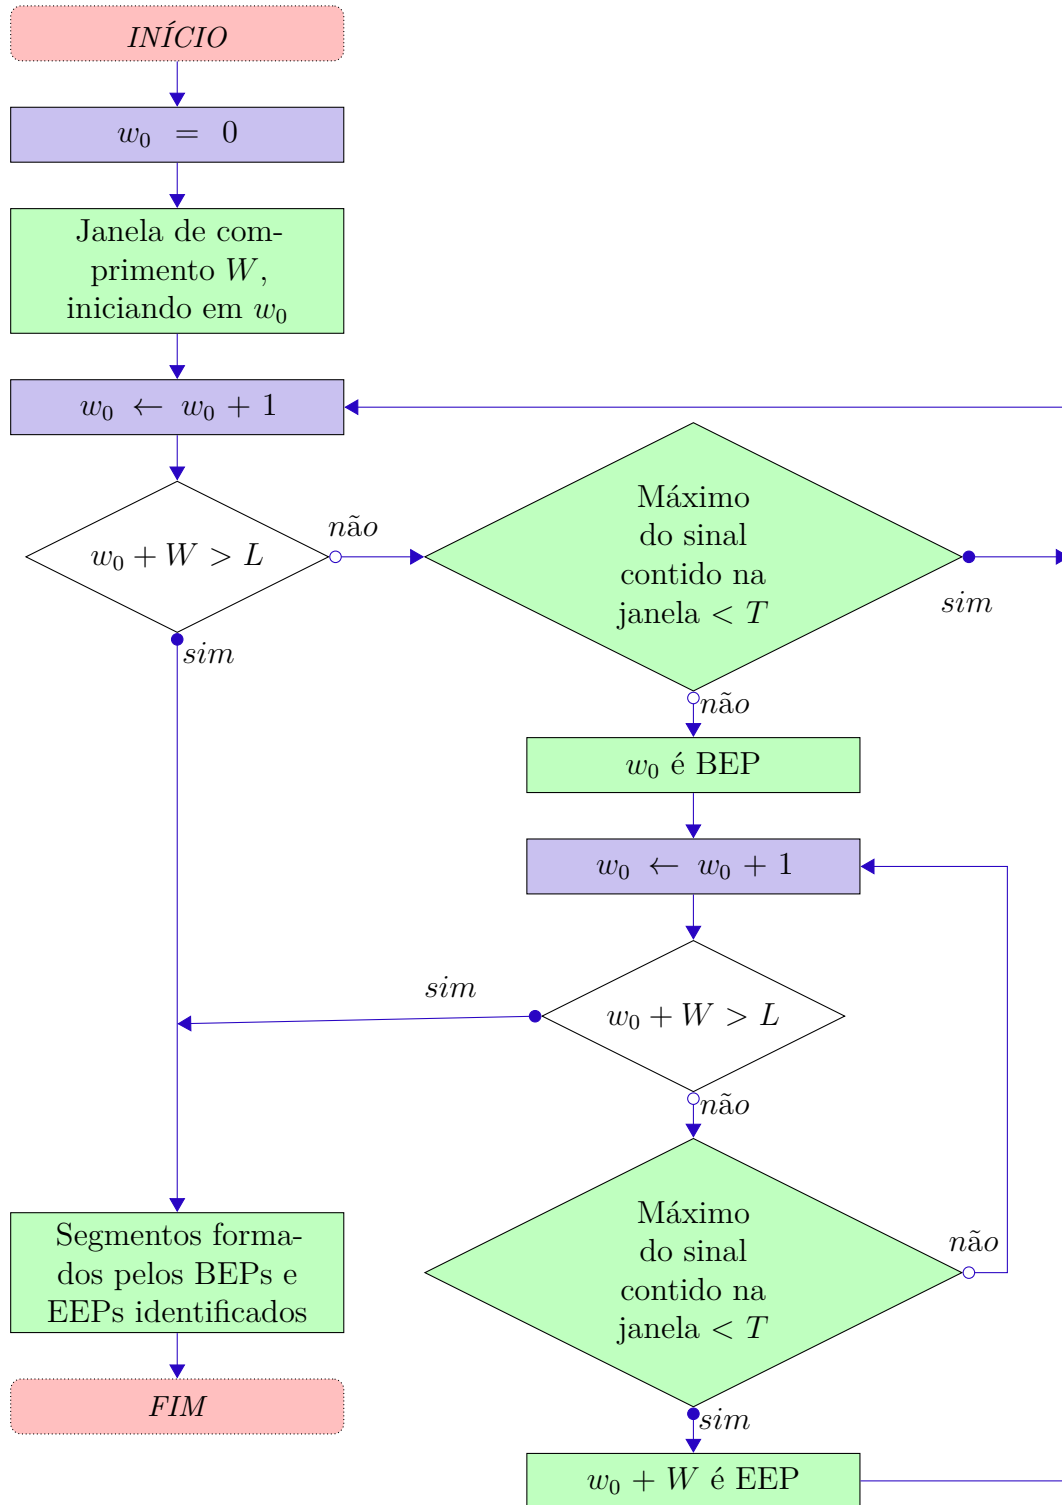 INÍCIO
w₀ = 0
Janela de com-
primento W,
iniciando em w₀
w₀ ← w₀ + 1
w₀ + W > L
não
sim
Máximo
do sinal
contido na
janela < T
sim
não
w₀ é BEP
w₀ ← w₀ + 1
w₀ + W > L
sim
não
Máximo
do sinal
contido na
janela < T
não
sim
w₀ + W é EEP
Segmentos forma-
dos pelos BEPs e
EEPs identificados
FIM